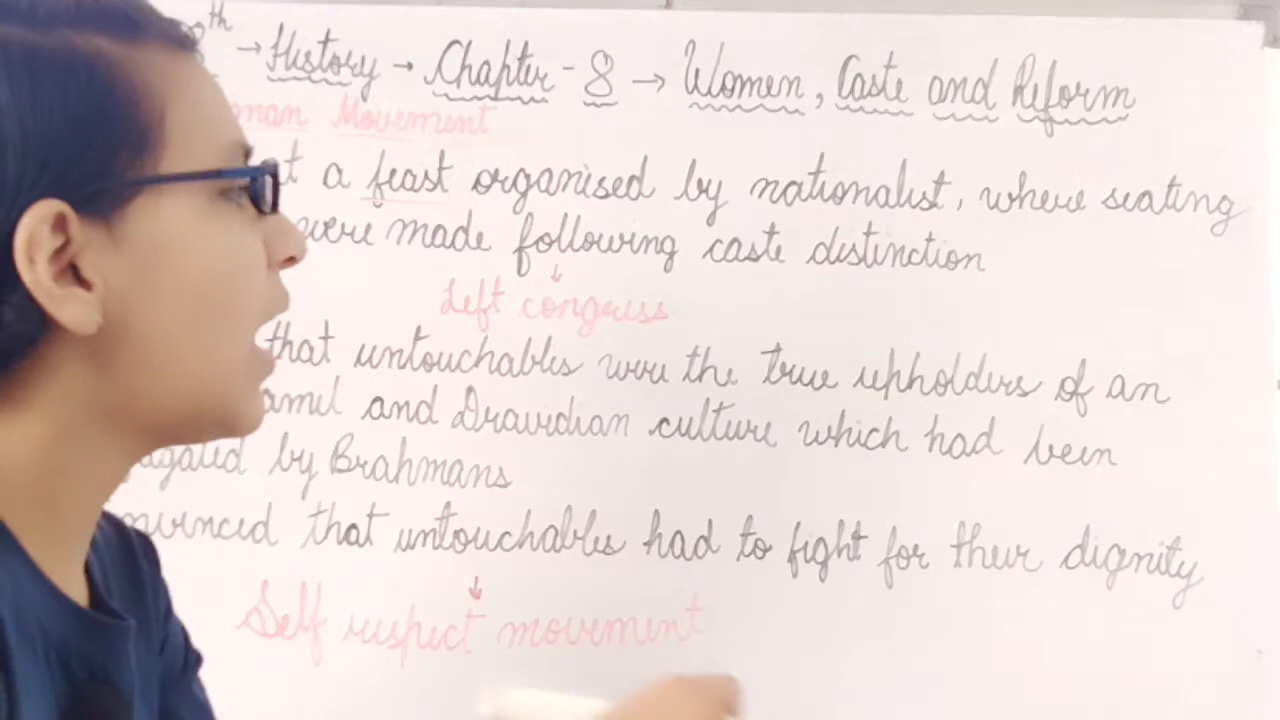 th → History → Chapter - 8 → Women, Caste and Reform
Movement
at a feast organised by nationalist, where seating
were made following caste distinction
↓
Left congress
that untouchables were the true upholders of an
and Dravidian culture which had been
by Brahmans
that untouchables had to fight for their dignity
↓
Self respect movement